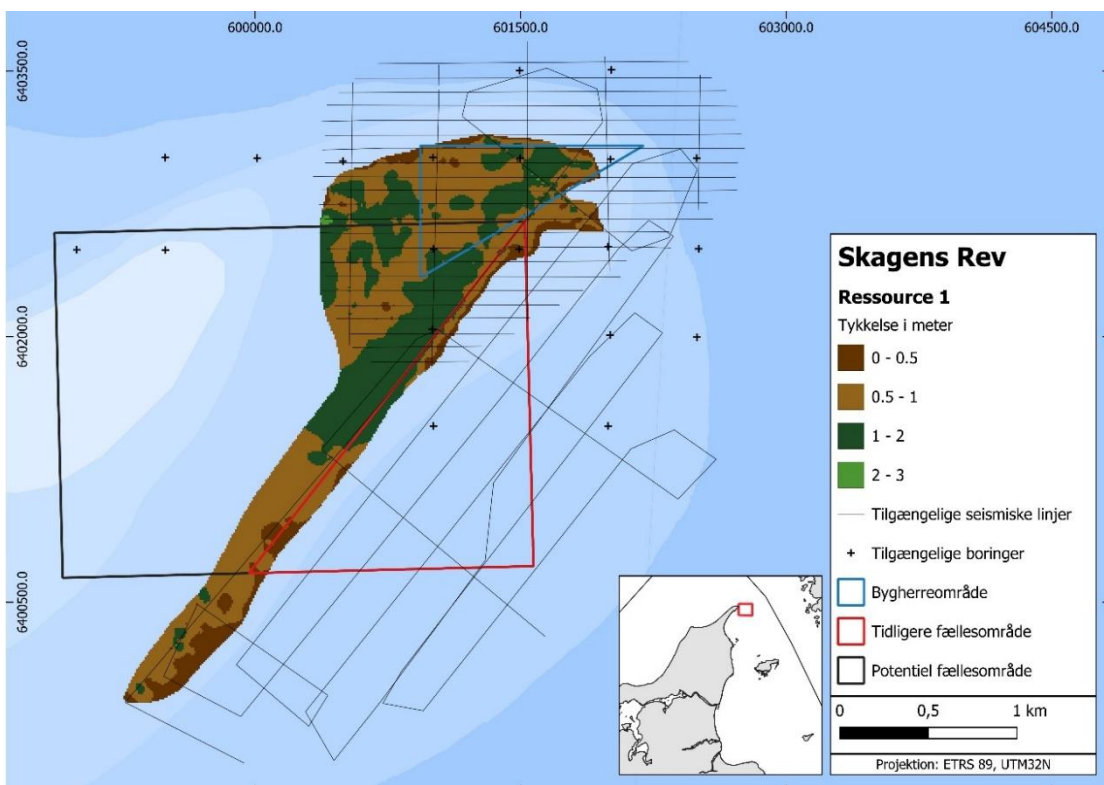 600000.0
601500.0
603000.0
604500.0
6403500.0
6402000.0
6400500.0
Skagens Rev
Ressource 1
Tykkelse i meter
0 - 0.5
0.5 - 1
1 - 2
2 - 3
Tilgængelige seismiske linjer
Tilgængelige boringer
Bygherreområde
Tidligere fællesområde
Potentiel fællesområde
0 0,5 1 km
Projektion: ETRS 89, UTM32N